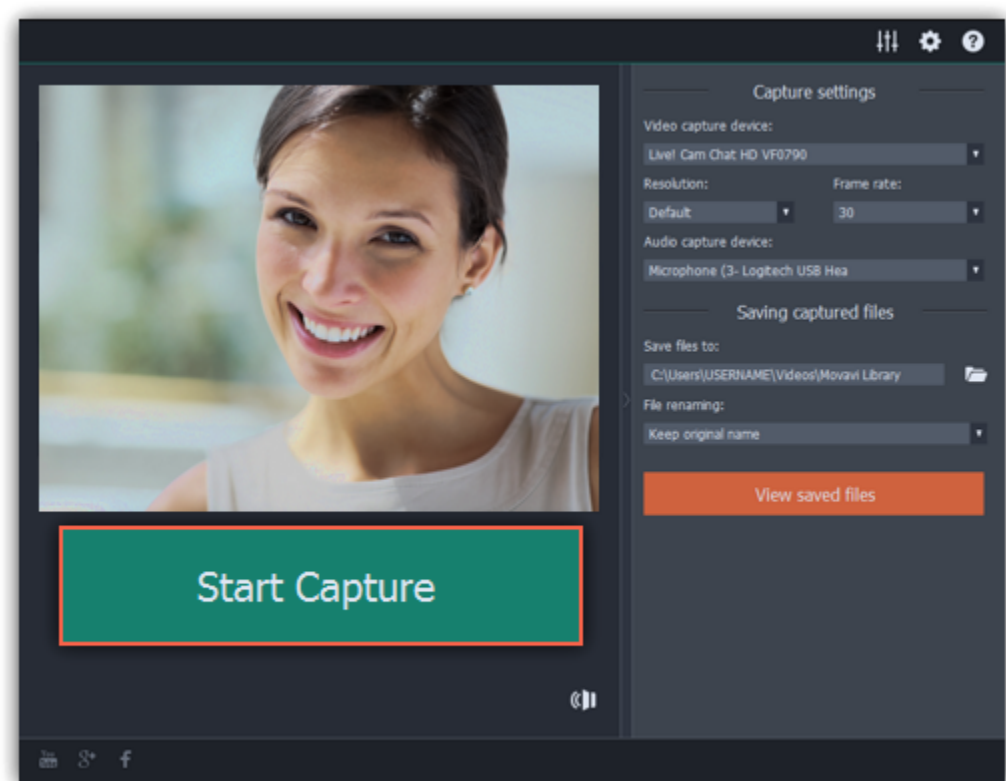 Capture settings
Video capture device:
Live! Cam Chat HD VF0790
Resolution: Frame rate:
Default 30
Audio capture device:
Microphone (3- Logitech USB Hea
Saving captured files
Save files to:
C:\Users\USERNAME\Videos\Movavi Library
File renaming:
Keep original name
View saved files
Start Capture